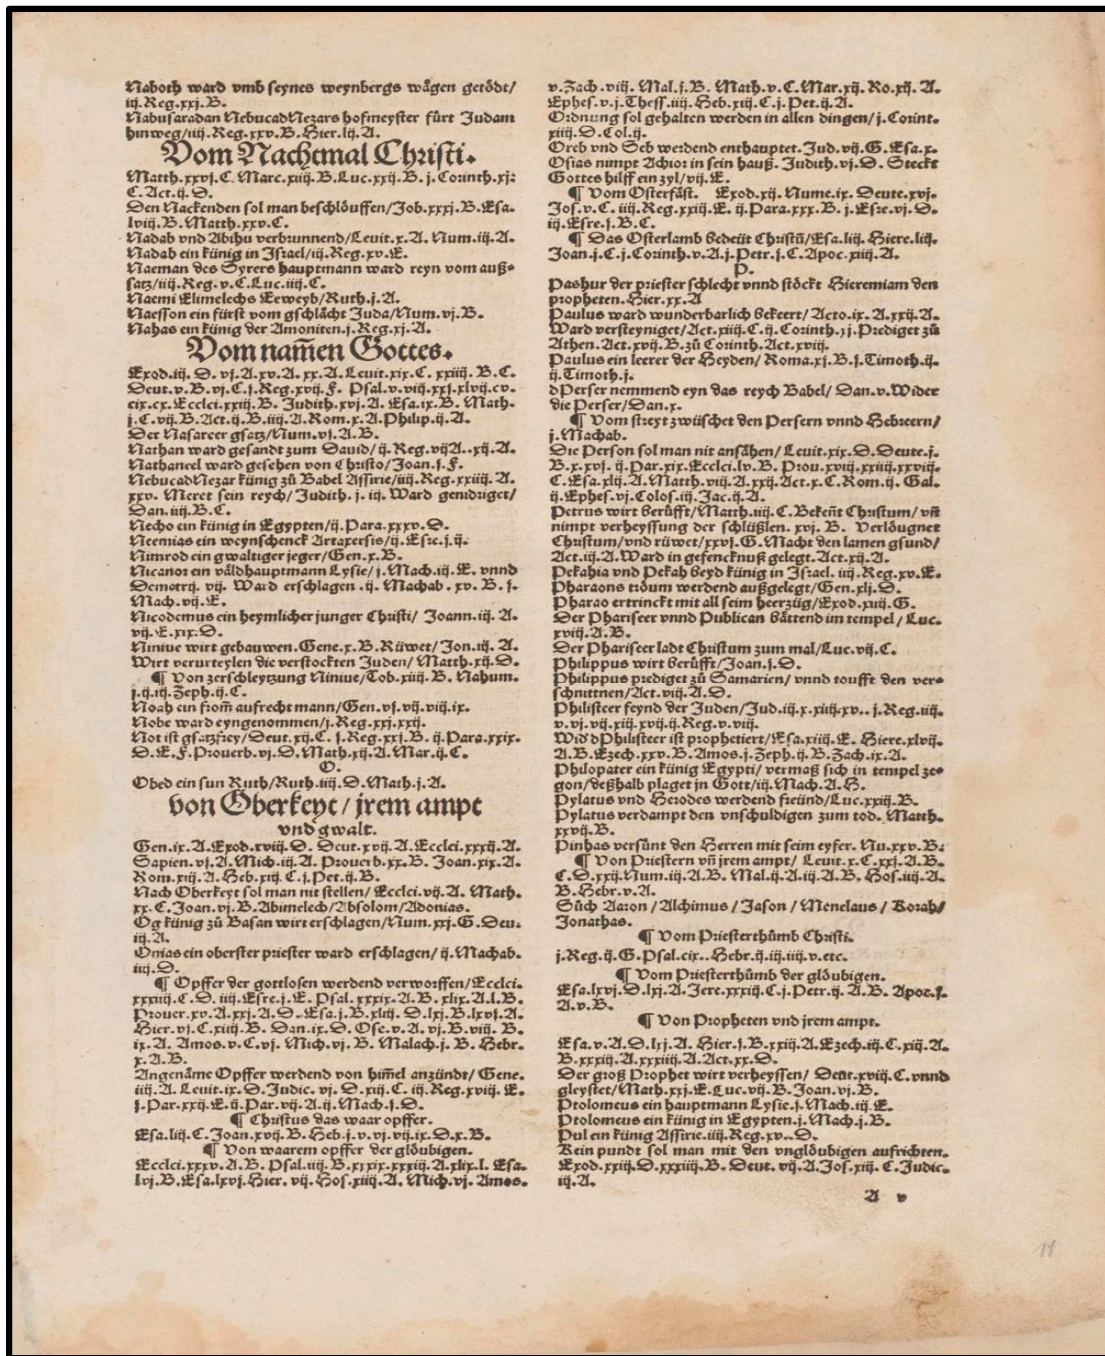 Naboth ward vmb seynes weynbergs wågen getödt/
iij.Reg.xxj.B.
Nabusaradan NebucadNezars hofmeyster fürt Judam
hinweg/iiij.Reg.xxv.B.Hier.lij.A.
Vom Nachtmal Christi.
Matth.xxvj.C. Marc.xiiij.B.Luc.xxij.B. j.Corinth.xj:
C.Act.ij.D.
Den Nackenden sol man beschlöuffen/Job.xxxj.B.Esa.
lviij.B.Matth.xxv.C.
Nadab vnd Abihu verbrunnend/Leuit.x.A. Num.iij.A.
Nadab ein künig in Israel/iij.Reg.xv.E.
Naeman des Syrers hauptmann ward reyn vom auß-
satz/iiij.Reg.v.C.Luc.iiij.C.
Naemi Elimelechs Eeweyb/Ruth.j.A.
Naesson ein fürst vom gschlächt Juda/Num.vij.B.
Nahas ein künig der Amoniten.j.Reg.xj.A.
Vom nam̃en Gottes.
Exod.iij.D.vj.A.xv.A.xx.A.Leuit.xix.C.xxiiij.B.C.
Deut.v.B.vj.C.j.Reg.xvij.F. Psal.v.viij.xxj.xlvij.cv.
cix.cx.Ecclci.xxiij.B. Judith.xvj.A. Esa.ix.B. Math.
j.C.vij.B.Act.ij.B.iiij.A.Rom.x.A.Philip.ij.A.
Der Nasareer gsatz/Num.vj.A.B.
Nathan ward gesandt zum Dauid/ij.Reg.vijA..xij.A.
Nathaneel ward gesehen von Christo/Joan.j.F.
NebucadNezar künig zů Babel Assirie/iiij.Reg.xxiiij.A.
xxv. Meret sein reych/Judith.j.ij. Ward genidriget/
Dan.iiij.B.C.
Necho ein künig in Egypten/ij.Para.xxxv.D.
Neemias ein weynschenck Artaxersis/ij.Esre.j.ij.
Nimrod ein gwaltiger jeger/Gen.x.B.
Nicanor ein väldhauptmann Lysie/j.Mach.iij.E. vnnd
Demetrij. vij. Ward erschlagen .ij. Machab. xv. B. j.
Mach.vij.E.
Nicodemus ein heymlicher junger Christi/ Joann.iij.A.
vij.E.xix.D.
Niniue wirt gebauwen.Gene.x.B.Rüwet/Jon.iij.A.
Wirt verurteylen die verstockten Juden/Matth.xij.D.
¶ Von zerschleytzung Niniue/Tob.xiiij.B. Nahum.
j.ij.iij.Zeph.ij.C.
Noah ein from̃ aufrecht mann/Gen.vj.vij.viij.ix.
Nobe ward eyngenommen/j.Reg.xxj.xxij.
Not ist gsatzfrey/Deut.xij.C. j.Reg.xxj.B.ij.Para.xxix.
D.E.F.Prouerb.vj.D.Math.xij.A.Mar.ij.C.
O.
Obed ein sun Ruth/Ruth.iiij.D.Math.j.A.
von Oberkeyt / jrem ampt
vnd gwalt.
Gen.ix.A.Exod.xviij.D. Deut.xvij.A.Ecclci.xxxij.A.
Sapien.vj.A.Mich.iij.A.Prouerb.xx.B. Joan.xix.A.
Rom.xiij.A.Heb.xiij.C.j.Pet.ij.B.
Nach Oberkeyt sol man nit stellen/Ecclci.vij.A. Math.
xx.C.Joan.vj.B.Abimelech/Absolom/Adonias.
Og künig zů Basan wirt erschlagen/Num.xxj.G.Deu.
iij.A.
Onias ein oberster priester ward erschlagen/ij.Machab.
iiij.D.
¶ Opffer der gottlosen werdend verworffen/Ecclci.
xxxiiij.C.D. iiij.Esre.j.E. Psal.xxxix.A.B.xlix.A.l.B.
Prouer.xv.A.xxj.A.D.Esa.j.B.xliij.D.lxj.B.lxvj.A.
Hier.vj.C.xiiij.B. Dan.ix.D. Ose.v.A.vj.B.viij. B.
ix.A. Amos.v.C.vj. Mich.vj.B. Malach.j.B. Hebr.
x.A.B.
Angenäme Opffer werdend von him̃el anzündt/Gene.
iiij.A.Leuit.ix.D.Judic.vj.D.xiij.C.iij.Reg.xviij.E.
j.Par.xxij.E.ij.Par.vij.A.ij.Mach.j.D.
¶ Christus das waar opffer.
Esa.liij.C.Joan.xvij.B.Heb.j.v.vj.vij.ix.D.x.B.
¶ Von waarem opffer der glöubigen.
Ecclci.xxxv.A.B. Psal.iiij.B.xxxix.xxxiij.A.xlix.l. Esa.
lvj.B.Esa.lxvj.Hier. vij.Hos.xiiij.A. Mich.vj. Amos.
v.Zach.viij. Mal.j.B. Math.v.C.Mar.xij.Ro.xij.A.
Ephes.v.j.Thess.iiij.Heb.xiij.C.j.Pet.ij.A.
Ordnung sol gehalten werden in allen dingen/j.Corint.
xiiij.D.Col.ij.
Oreb vnd Seb werdend enthauptet.Jud.vij.G.Esa.x.
Osias nimpt Achior in sein hauß. Judith.vj.D. Steckt
Gottes hilff ein zyl/vij.E.
¶ Vom Osterfäst. Exod.xij. Nume.ix. Deute.xvj.
Jos.v.C. iiij.Reg.xxiij.E. ij.Para.xxx.B. j.Esre.vj.D.
iij.Esre.j.B.C.
¶ Das Osterlamb bedeüt Christũ/Esa.liij.Hiere.liij.
Joan.j.C.j.Corinth.v.A.j.Petr.j.C.Apoc.xiiij.A.
P.
Pashur der priester schlecht vnnd stöckt Hieremiam den
propheten.Hier.xx.A
Paulus ward wunderbarlich bekeert/Acto.ix.A.xxij.A.
Ward versteyniget/Act.xiiij.C.ij.Corinth.xj.Prediget zů
Athen.Act.xvij.B.zů Corinth.Act.xviij.
Paulus ein leerer der Heyden/Roma.xj.B.j.Timoth.ij.
ij.Timoth.j.
dPerser nemmend eyn das reych Babel/Dan.v.Wider
die Perser/Dan.x.
¶ Vom streyt zwüschet den Persern vnnd Hebreern/
j.Machab.
Die Person sol man nit ansähen/Leuit.xix.D.Deute.j.
B.x.xvj. ij.Par.xix.Ecclci.lv.B. Prou.xviij.xxiiij.xxviij.
C.Esa.xlij.A.Matth.viij.A.xxij.Act.x.C.Rom.ij. Gal.
ij.Ephes.vj.Colos.iij.Jac.ij.A.
Petrus wirt berüfft/Matth.iiij.C.Bekeñt Christum/vñ
nimpt verheyssung der schlüßlen.xvj.B. Verlöugnet
Christum/vnd rüwet/xxvj.G.Macht den lamen gsund/
Act.iij.A.Ward in gefencknuß gelegt.Act.xij.A.
Pekahia vnd Pekah beyd künig in Israel.iiij.Reg.xv.E.
Pharaons tröum werdend außgelegt/Gen.xlj.D.
Pharao ertrinckt mit all seim heerzüg/Exod.xiiij.G.
Der Phariseer vnnd Publican bättend im tempel/Luc.
xviij.A.B.
Der Phariseer ladt Christum zum mal/Luc.vij.C.
Philippus wirt berüfft/Joan.j.D.
Philippus prediget zů Samarien/ vnnd toufft den ver-
schnittnen/Act.viij.A.D.
Philisteer feynd der Juden/Jud.iij.x.xiiij.xv..j.Reg.iiij.
v.vj.vij.xiij.xvij.ij.Reg.v.viij.
Wid dPhilisteer ist prophetiert/Esa.xiiij.E. Hiere.xlvij.
A.B.Ezech.xxv.B.Amos.j.Zeph.ij.B.Zach.ix.A.
Philopater ein künig Egypti/ vermaß sich in tempel ze-
gon/deßhalb plaget jn Gott/iij.Mach.A.H.
Pylatus vnd Herodes werdend freünd/Luc.xxiij.B.
Pylatus verdampt den vnschuldigen zum tod. Matth.
xxvij.B.
Pinhas versünt den Herren mit seim eyfer. Nu.xxv.B.
¶ Von Priestern vñ jrem ampt/ Leuit.x.C.xxj.A.B.
C.D.xxij.Num.iij.A.B. Mal.ij.A.iij.A.B. Hos.iiij.A.
B.Hebr.v.A.
Sůch Aaron/Alchimus/Jason/Menelaus/Korah/
Jonathas.
¶ Vom Priesterthůmb Christi.
j.Reg.ij.G.Psal.cix..Hebr.ij.iij.iiij.v.etc.
¶ Vom Priesterthůmb der glöubigen.
Esa.lxvj.D.lxj.A.Jere.xxxiij.C.j.Petr.ij.A.B. Apoc.j.
A.v.B.
¶ Von Propheten vnd jrem ampt.
Esa.v.A.D.lxj.A.Hier.j.B.xxiij.A.Ezech.iij.C.xiij.A.
B.xxxiij.A.xxxiiij.A.Act.xx.D.
Der groß Prophet wirt verheyssen/ Deüt.xviij.C.vnnd
gleystet/Math.xxj.E.Luc.vij.B.Joan.vj.B.
Ptolomeus ein hauptmann Lysie.j.Mach.iij.E.
Ptolomeus ein künig in Egypten.j.Mach.j.B.
Pul ein künig Assirie.iiij.Reg.xv..D.
Kein pundt sol man mit den vnglöubigen aufrichten.
Exod.xxiij.D.xxxiiij.B. Deut.vij.A.Jos.xiij.C.Judic.
iij.A.
A v
11